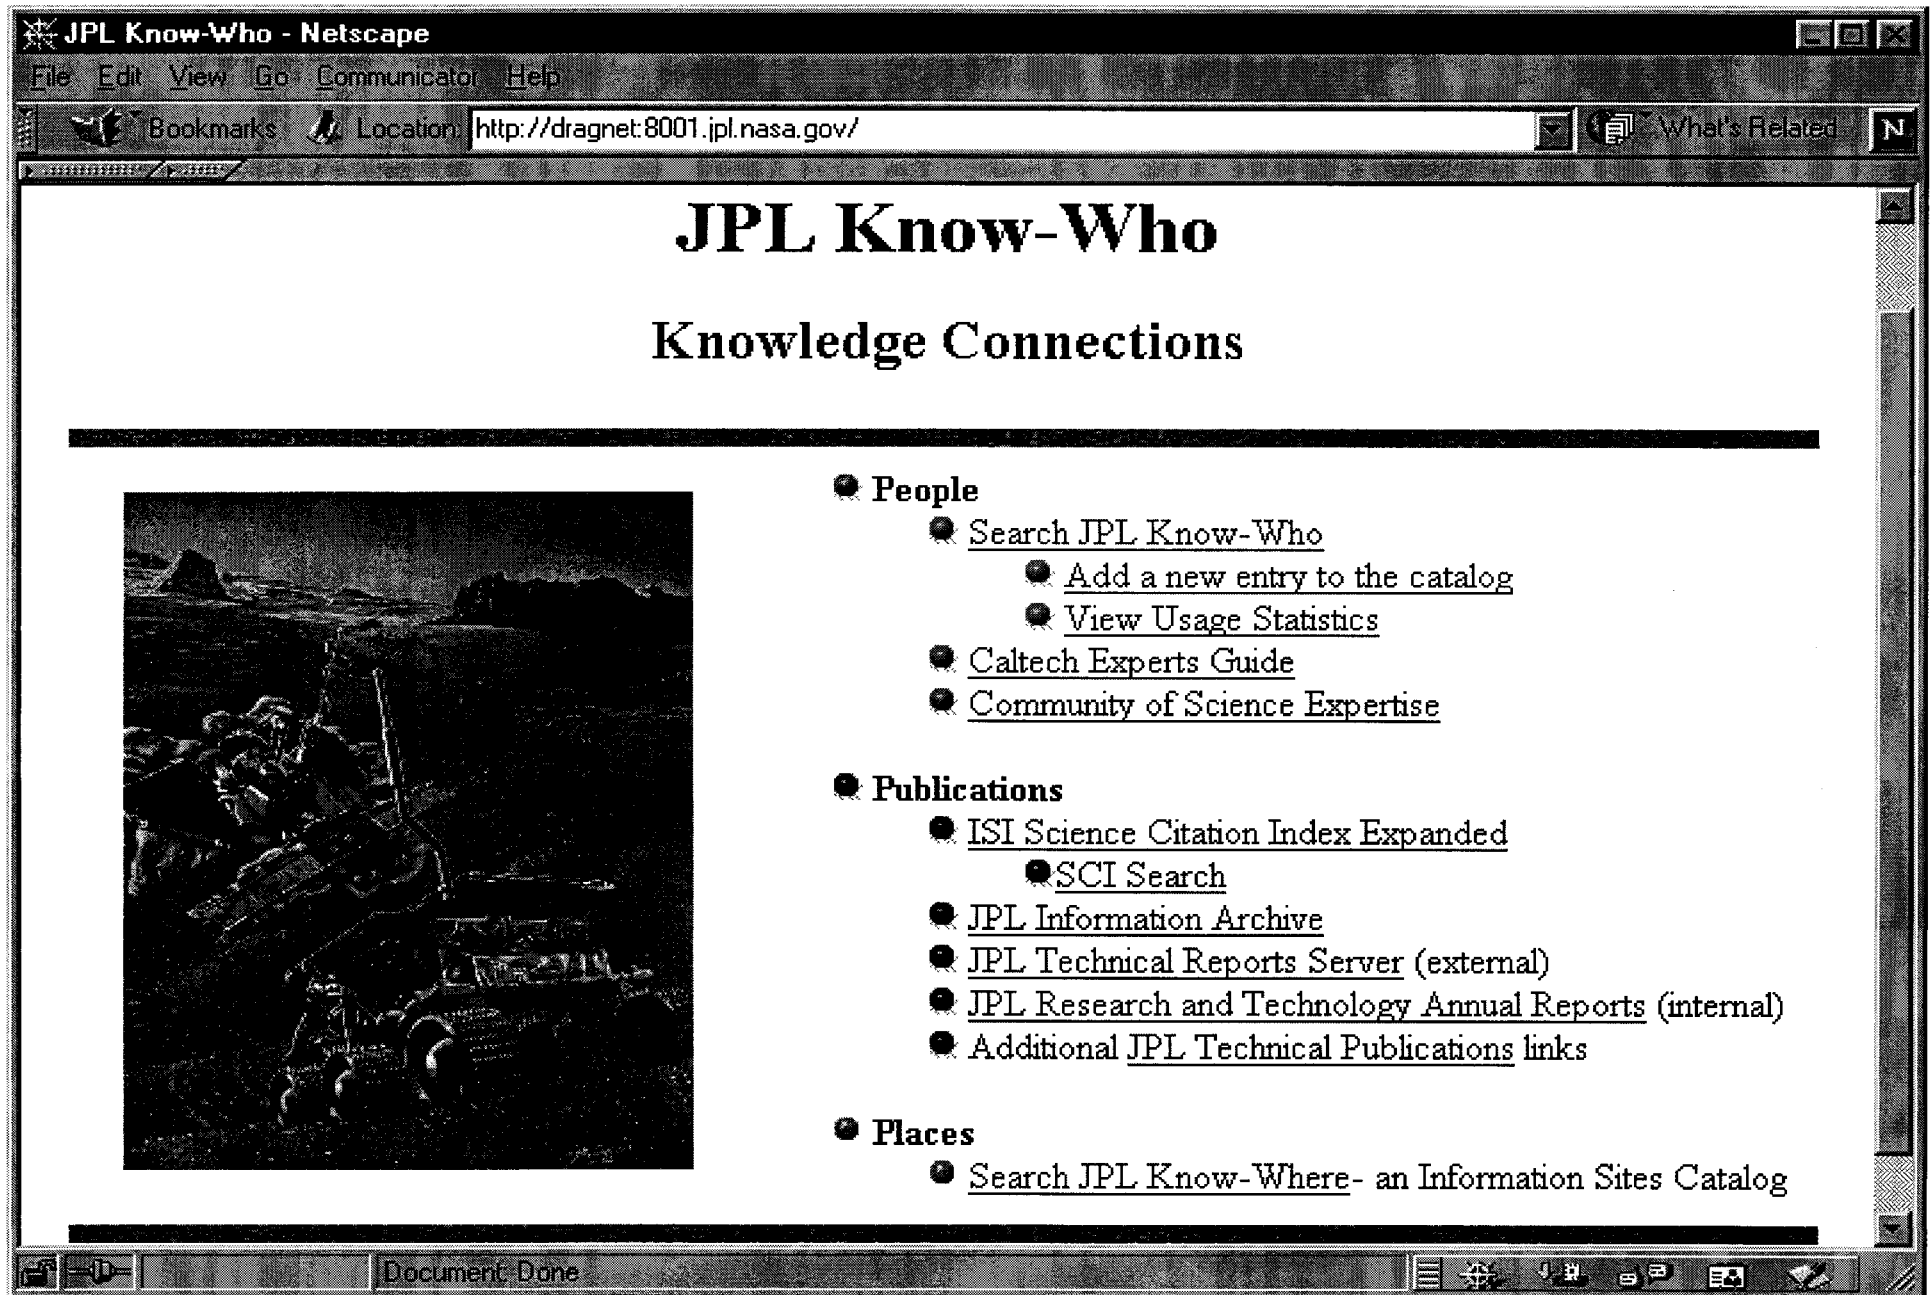 JPL Know-Who - Netscape
File Edit View Go Communicator Help
Bookmarks Location: http://dragnet:8001.jpl.nasa.gov/ What's Related N
JPL Know-Who
Knowledge Connections
People
Search JPL Know-Who
Add a new entry to the catalog
View Usage Statistics
Caltech Experts Guide
Community of Science Expertise
Publications
ISI Science Citation Index Expanded
SCI Search
JPL Information Archive
JPL Technical Reports Server (external)
JPL Research and Technology Annual Reports (internal)
Additional JPL Technical Publications links
Places
Search JPL Know-Where- an Information Sites Catalog
Document: Done